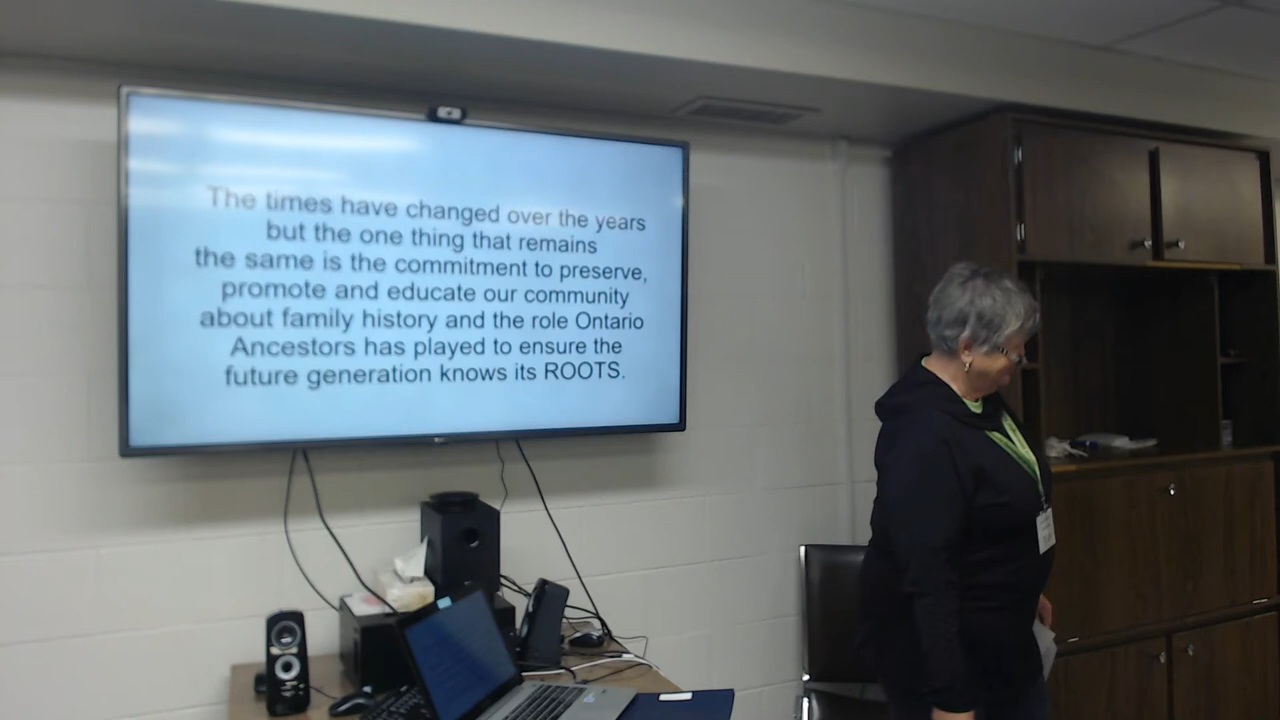 The times have changed over the years
but the one thing that remains
the same is the commitment to preserve,
promote and educate our community
about family history and the role Ontario
Ancestors has played to ensure the
future generation knows its ROOTS.